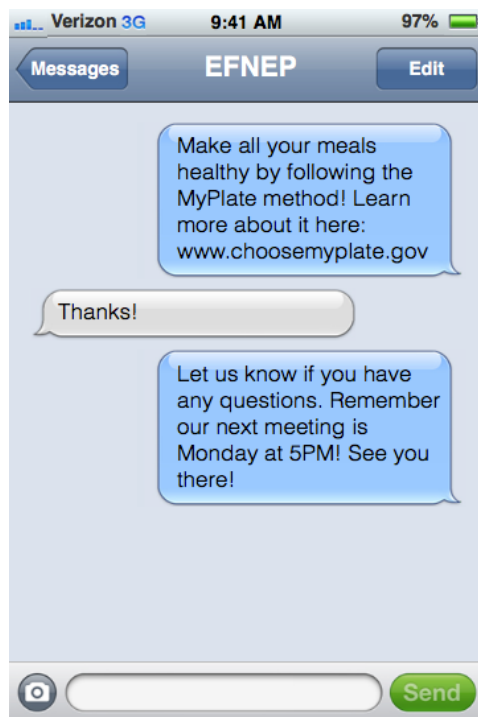 Verizon 3G 9:41 AM 97%
Messages EFNEP Edit
Make all your meals
healthy by following the
MyPlate method! Learn
more about it here:
www.choosemyplate.gov
Thanks!
Let us know if you have
any questions. Remember
our next meeting is
Monday at 5PM! See you
there!
Send